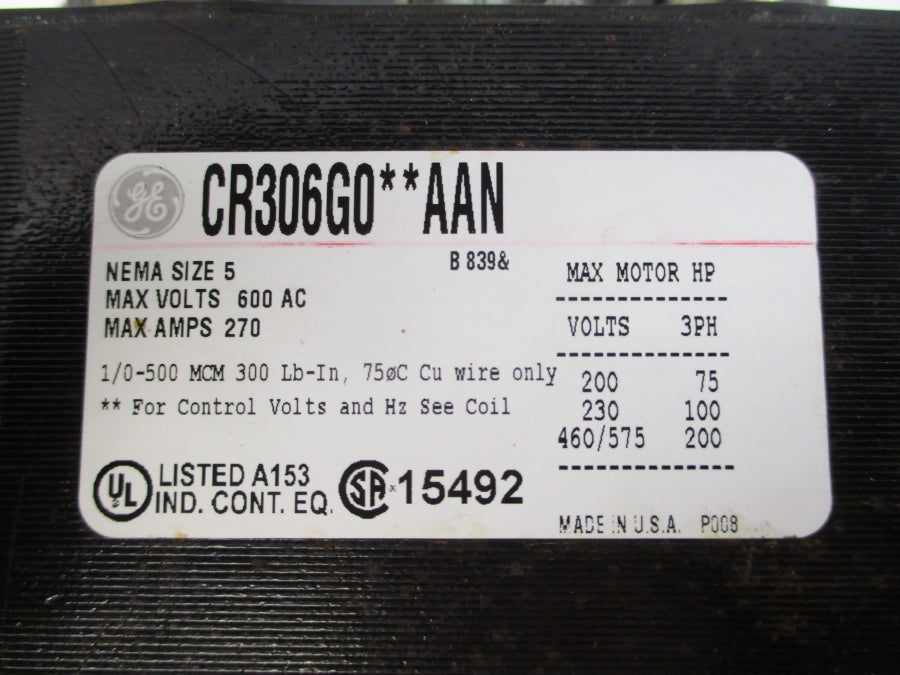 GE CR306G0**AAN
B 839&
NEMA SIZE 5
MAX VOLTS 600 AC
MAX AMPS 270
1/0-500 MCM 300 Lb-In, 75øC Cu wire only
** For Control Volts and Hz See Coil
MAX MOTOR HP
------------------
VOLTS 3PH
------------------
200 75
230 100
460/575 200
------------------
UL LISTED A153
IND. CONT. EQ.
SA 15492
MADE IN U.S.A. P008